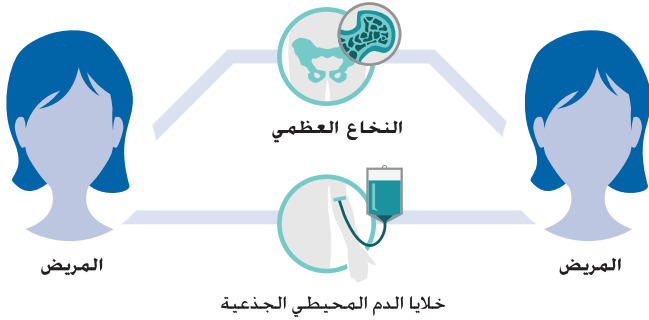 النخاع العظمي
المريض
المريض
خلايا الدم المحيطي الجذعية